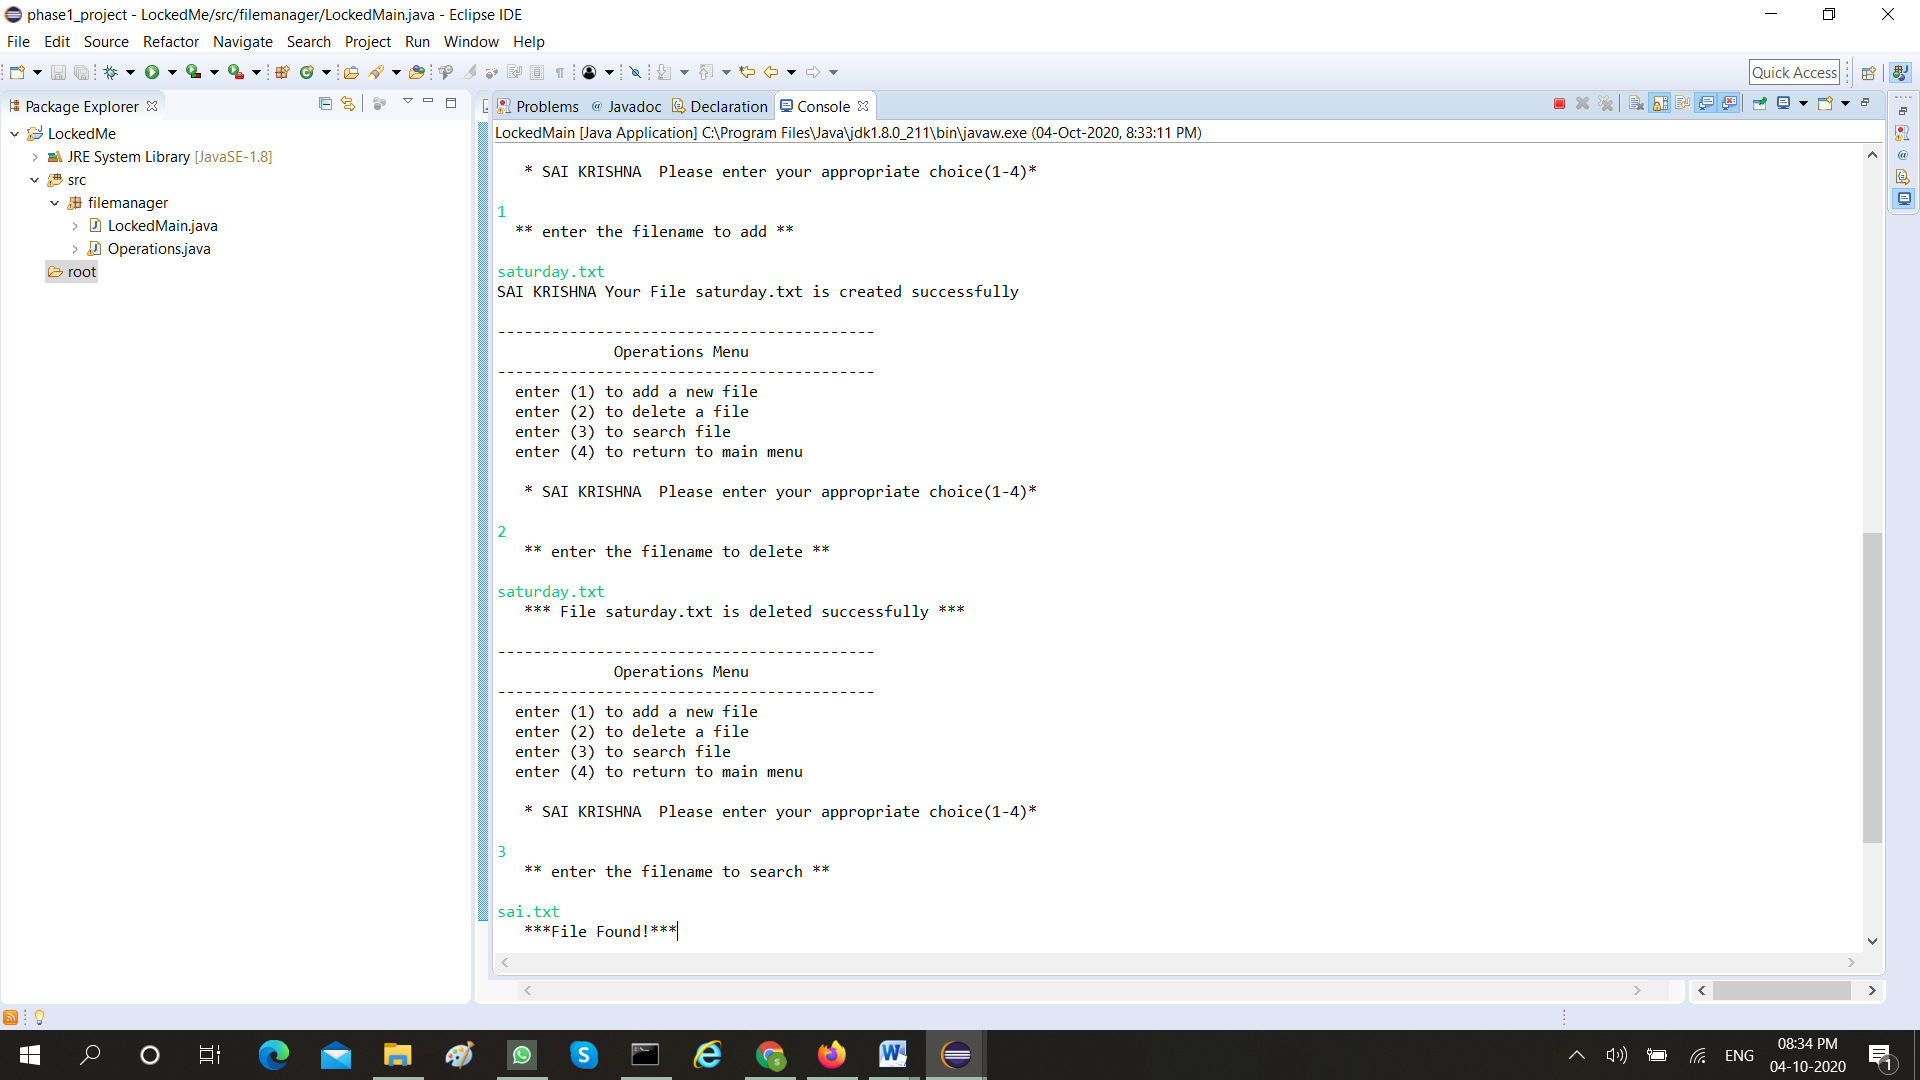 phase1_project - LockedMe/src/filemanager/LockedMain.java - Eclipse IDE
File Edit Source Refactor Navigate Search Project Run Window Help
Quick Access
Package Explorer
LockedMe
JRE System Library [JavaSE-1.8]
src
filemanager
LockedMain.java
Operations.java
root
Problems @ Javadoc Declaration Console
LockedMain [Java Application] C:\Program Files\Java\jdk1.8.0_211\bin\javaw.exe (04-Oct-2020, 8:33:11 PM)
* SAI KRISHNA  Please enter your appropriate choice(1-4)*
1
** enter the filename to add **
saturday.txt
SAI KRISHNA Your File saturday.txt is created successfully
------------------------------------------
Operations Menu
------------------------------------------
enter (1) to add a new file
enter (2) to delete a file
enter (3) to search file
enter (4) to return to main menu
* SAI KRISHNA  Please enter your appropriate choice(1-4)*
2
** enter the filename to delete **
saturday.txt
*** File saturday.txt is deleted successfully ***
------------------------------------------
Operations Menu
------------------------------------------
enter (1) to add a new file
enter (2) to delete a file
enter (3) to search file
enter (4) to return to main menu
* SAI KRISHNA  Please enter your appropriate choice(1-4)*
3
** enter the filename to search **
sai.txt
***File Found!***
ENG
08:34 PM
04-10-2020
1